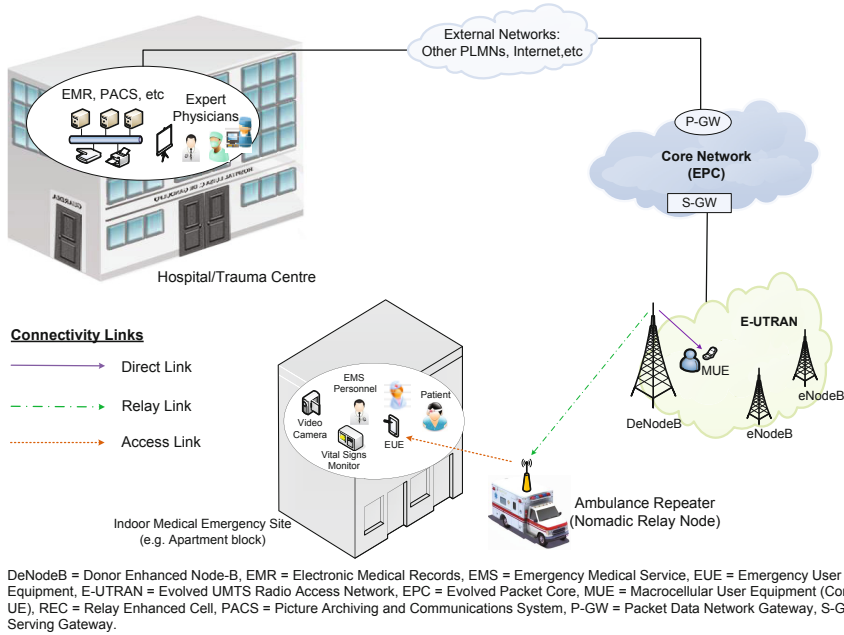 External Networks:
Other PLMNs, Internet,etc
EMR, PACS, etc
Expert
Physicians
P-GW
Core Network
(EPC)
S-GW
Hospital/Trauma Centre
E-UTRAN
MUE
DeNodeB
eNodeB
eNodeB
Connectivity Links
Direct Link
Relay Link
Access Link
EMS
Personnel
Patient
Video
Camera
EUE
Vital Signs
Monitor
Indoor Medical Emergency Site
(e.g. Apartment block)
Ambulance Repeater
(Nomadic Relay Node)
DeNodeB = Donor Enhanced Node-B, EMR = Electronic Medical Records, EMS = Emergency Medical Service, EUE = Emergency User
Equipment, E-UTRAN = Evolved UMTS Radio Access Network, EPC = Evolved Packet Core, MUE = Macrocellular User Equipment (Co
UE), REC = Relay Enhanced Cell, PACS = Picture Archiving and Communications System, P-GW = Packet Data Network Gateway, S-G
Serving Gateway.